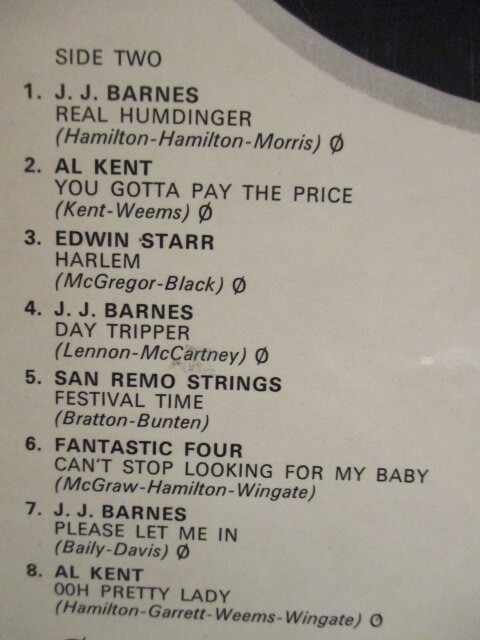 SIDE TWO
1. J. J. BARNES
REAL HUMDINGER
(Hamilton-Hamilton-Morris) Ø
2. AL KENT
YOU GOTTA PAY THE PRICE
(Kent-Weems) Ø
3. EDWIN STARR
HARLEM
(McGregor-Black) Ø
4. J. J. BARNES
DAY TRIPPER
(Lennon-McCartney) Ø
5. SAN REMO STRINGS
FESTIVAL TIME
(Bratton-Bunten)
6. FANTASTIC FOUR
CAN'T STOP LOOKING FOR MY BABY
(McGraw-Hamilton-Wingate)
7. J. J. BARNES
PLEASE LET ME IN
(Baily-Davis) Ø
8. AL KENT
OOH PRETTY LADY
(Hamilton-Garrett-Weems-Wingate) Ø